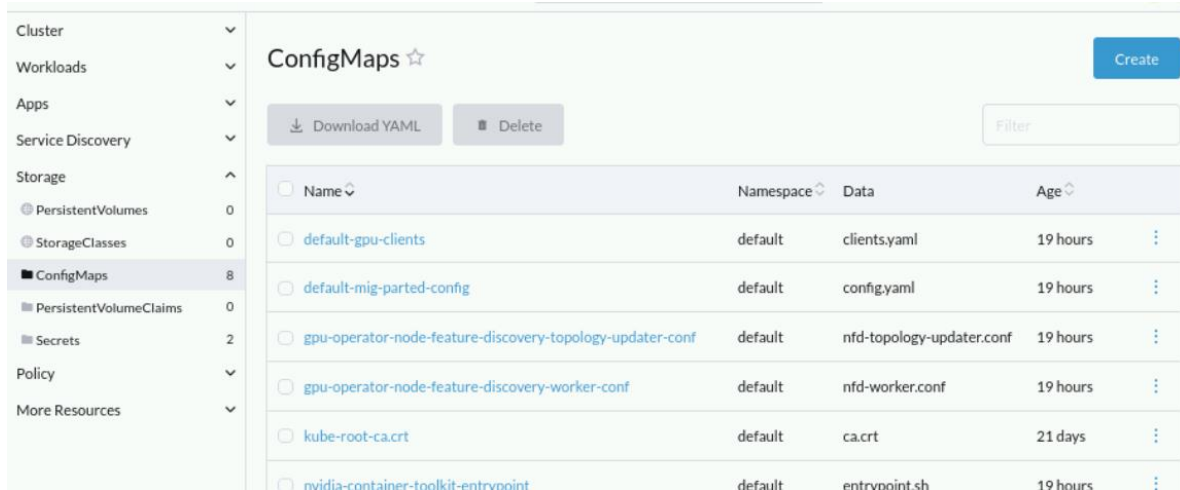 Cluster
Workloads
Apps
Service Discovery
Storage
PersistentVolumes 0
StorageClasses 0
ConfigMaps 8
PersistentVolumeClaims 0
Secrets 2
Policy
More Resources
ConfigMaps
Create
Download YAML Delete
Filter
Name Namespace Data Age
default-gpu-clients default clients.yaml 19 hours
default-mig-parted-config default config.yaml 19 hours
gpu-operator-node-feature-discovery-topology-updater-conf default nfd-topology-updater.conf 19 hours
gpu-operator-node-feature-discovery-worker-conf default nfd-worker.conf 19 hours
kube-root-ca.crt default ca.crt 21 days
nvidia-container-toolkit-entrypoint default entrypoint.sh 19 hours